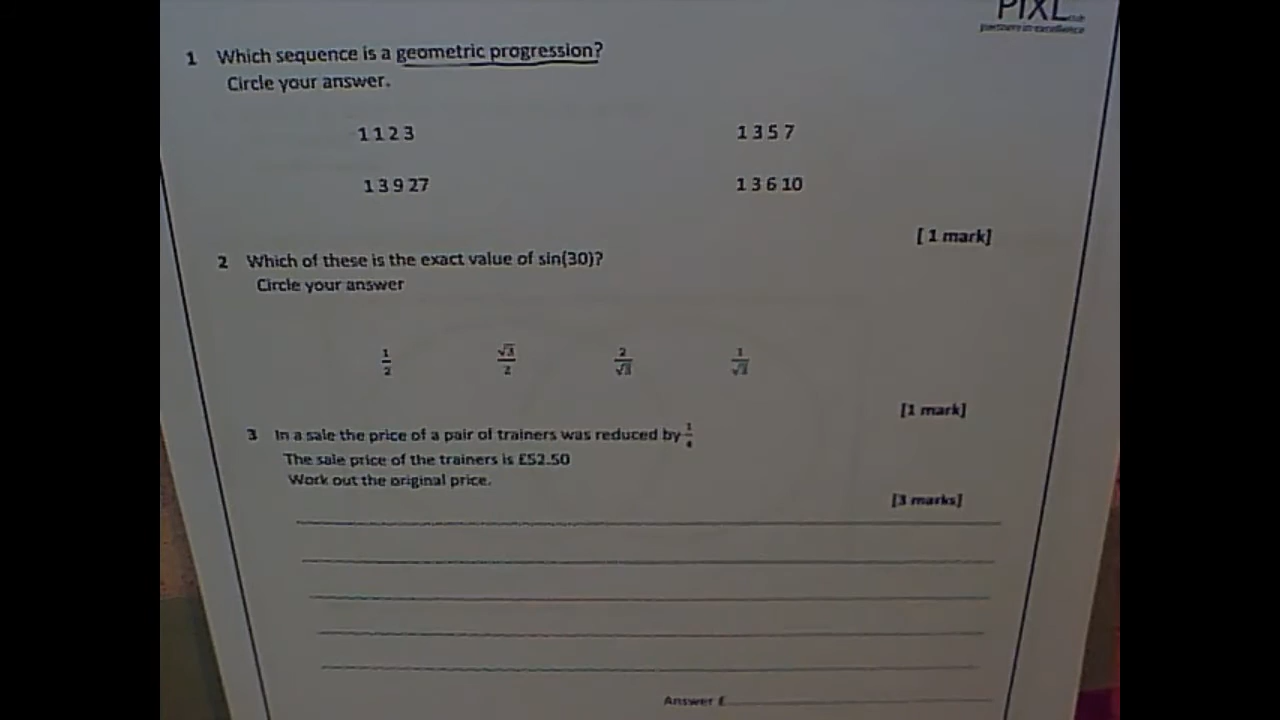 PIXL club
partners in excellence
1 Which sequence is a geometric progression?
Circle your answer.
1 1 2 3 1 3 5 7
1 3 9 27 1 3 6 10
[ 1 mark]
2 Which of these is the exact value of sin(30)?
Circle your answer
1/2 √3/2 2/√3 1/√3
[1 mark]
3 In a sale the price of a pair of trainers was reduced by 1/4
The sale price of the trainers is £52.50
Work out the original price.
[3 marks]
Answer £